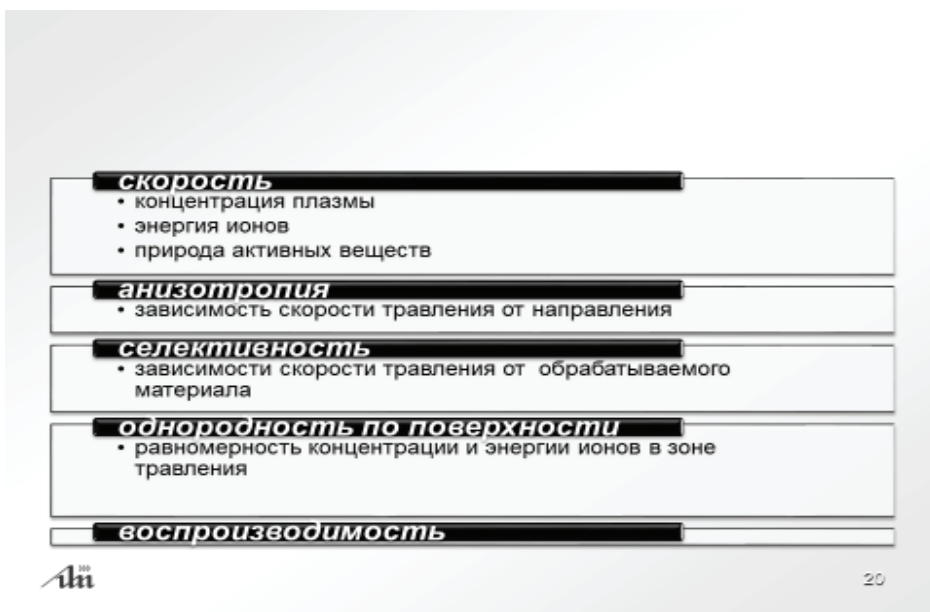 скорость
• концентрация плазмы
• энергия ионов
• природа активных веществ
анизотропия
• зависимость скорости травления от направления
селективность
• зависимости скорости травления от обрабатываемого
материала
однородность по поверхности
• равномерность концентрации и энергии ионов в зоне
травления
воспроизводимость
20